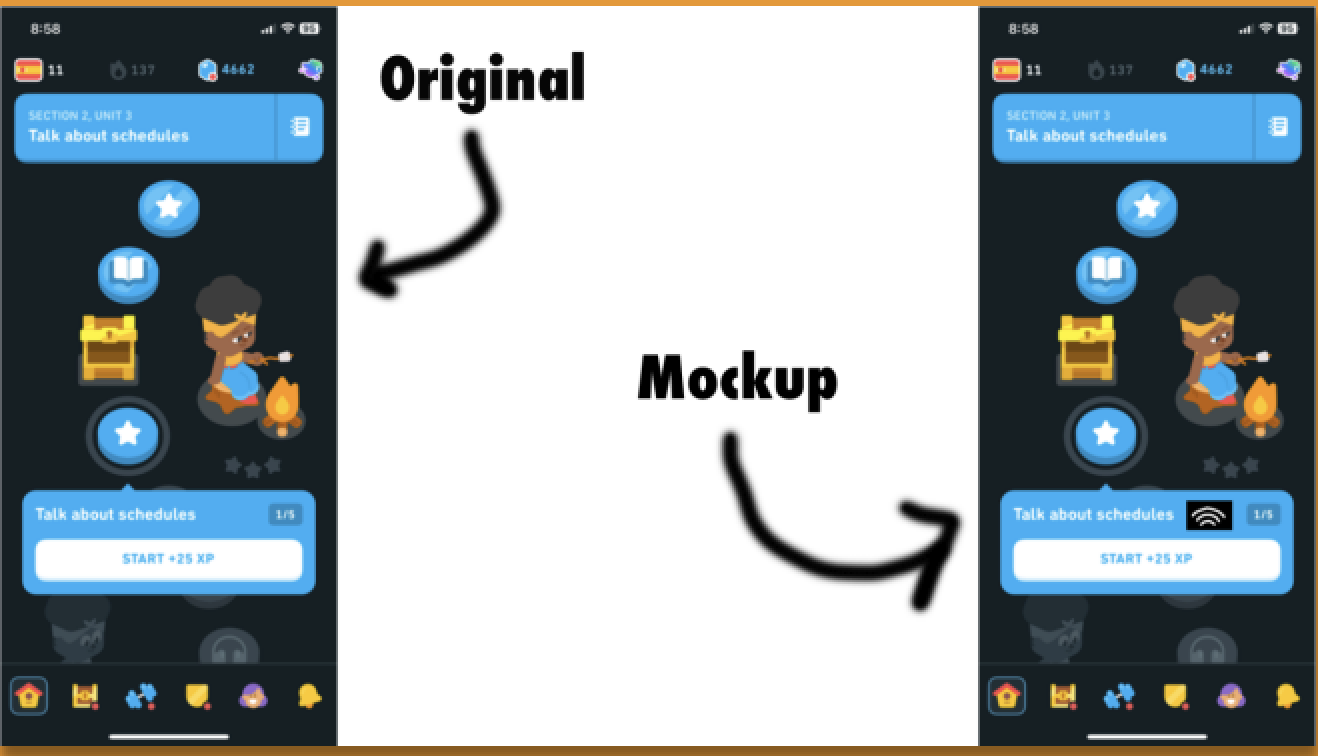 8:58
95
11
137
4662
SECTION 2, UNIT 3
Talk about schedules
Talk about schedules
1/5
START +25 XP
Original
Mockup
8:58
95
11
137
4662
SECTION 2, UNIT 3
Talk about schedules
Talk about schedules
1/5
START +25 XP